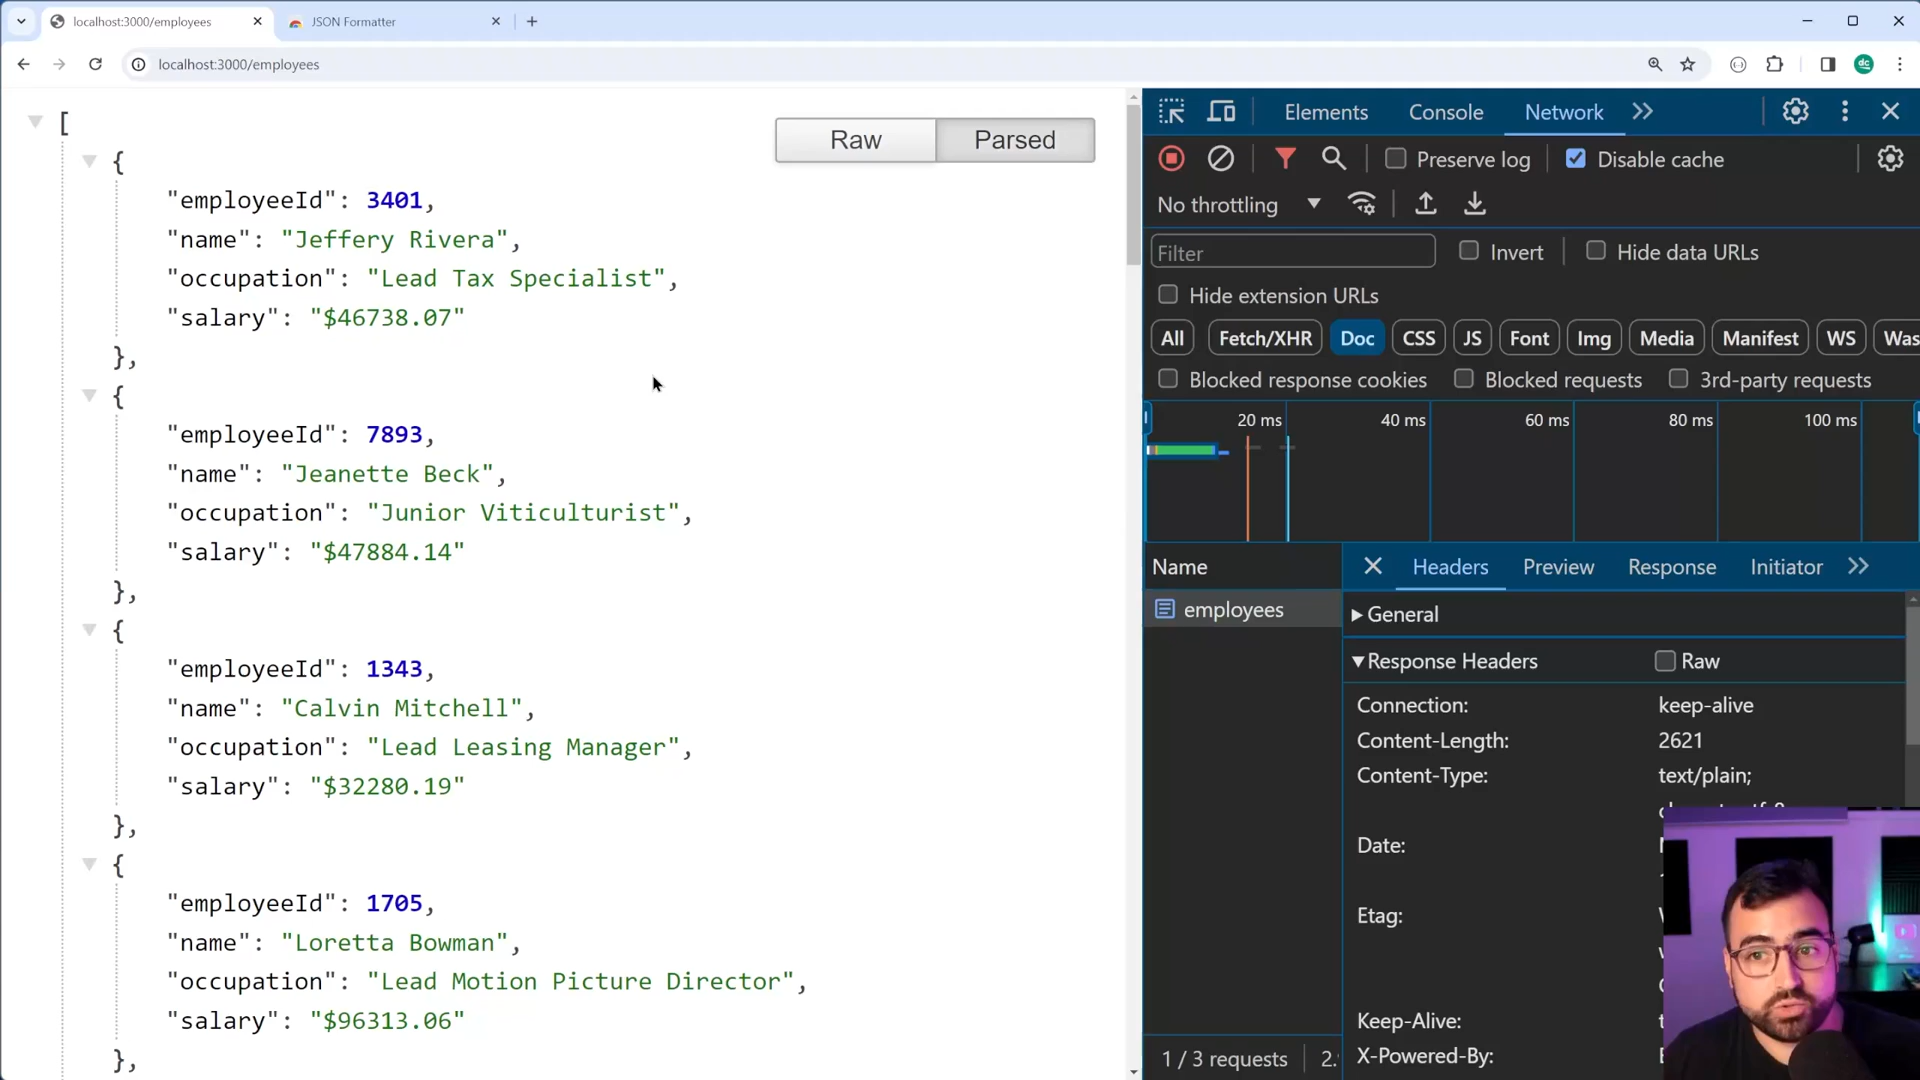 localhost:3000/employees
JSON Formatter
localhost:3000/employees
Raw Parsed
[
{
"employeeId": 3401,
"name": "Jeffery Rivera",
"occupation": "Lead Tax Specialist",
"salary": "$46738.07"
},
{
"employeeId": 7893,
"name": "Jeanette Beck",
"occupation": "Junior Viticulturist",
"salary": "$47884.14"
},
{
"employeeId": 1343,
"name": "Calvin Mitchell",
"occupation": "Lead Leasing Manager",
"salary": "$32280.19"
},
{
"employeeId": 1705,
"name": "Loretta Bowman",
"occupation": "Lead Motion Picture Director",
"salary": "$96313.06"
},
Elements Console Network
Preserve log Disable cache
No throttling
Filter Invert Hide data URLs
Hide extension URLs
All Fetch/XHR Doc CSS JS Font Img Media Manifest WS Was
Blocked response cookies Blocked requests 3rd-party requests
20 ms 40 ms 60 ms 80 ms 100 ms
Name
employees
Headers Preview Response Initiator
General
Response Headers Raw
Connection: keep-alive
Content-Length: 2621
Content-Type: text/plain;
Date:
Etag:
Keep-Alive:
X-Powered-By:
1 / 3 requests 2.